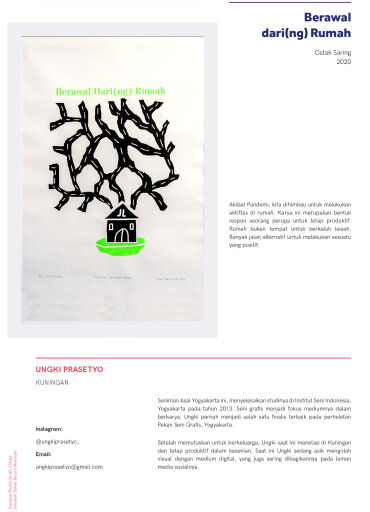 Berawal
dari(ng) Rumah
Cetak Saring
2020
Berawal Dari(ng) Rumah
Akibat Pandemi, kita dihimbau untuk melakukan
aktiftas di rumah. Karya ini merupakan bentuk
respon seorang perupa untuk tetap produktif.
Rumah bukan tempat untuk berkeluh kesah.
Banyak jalan alternatif untuk melakukan sesuatu
yang positif.
UNGKI PRASETYO
KUNINGAN
Seniman Asal Yogyakarta ini, menyelesaikan studinya di Institut Seni Indonesia,
Yogyakarta pada tahun 2013. Seni grafis menjadi fokus mediumnya dalam
berkarya. Ungki pernah menjadi salah satu finalis terbaik pada perhelatan
Pekan Seni Grafis, Yogyakarta.
Instagram:
@ungkiprasetyo_
Email:
ungkiprasetyo@gmail.com
Setelah memutuskan untuk berkeluarga, Ungki saat ini menetap di Kuningan
dan tetap produktif dalam kesenian. Saat ini Ungki sedang asik mengolah
visual dengan medium digital, yang juga sering dibagikannya pada laman
media sosialnya.